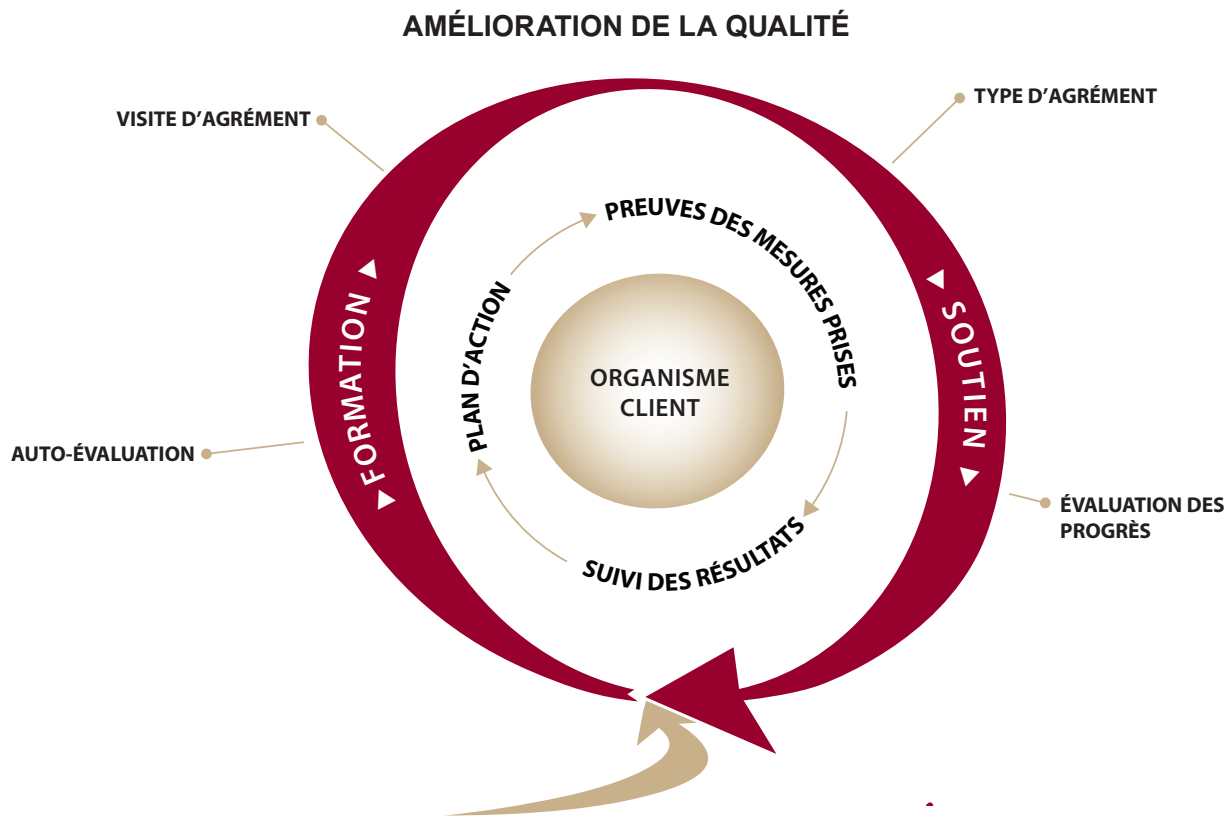 AMÉLIORATION DE LA QUALITÉ
VISITE D’AGRÉMENT
TYPE D’AGRÉMENT
PREUVES DES MESURES PRISES
PLAN D’ACTION
FORMATION
SOUTIEN
ORGANISME
CLIENT
AUTO-ÉVALUATION
ÉVALUATION DES
PROGRÈS
SUIVI DES RÉSULTATS